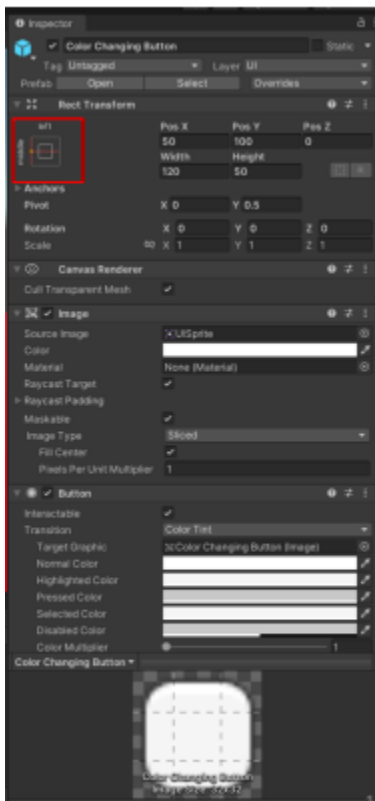 Inspector
Color Changing Button Static
Tag Untagged Layer UI
Prefab Open Select Overrides
Rect Transform
left
middle
Pos X Pos Y Pos Z
50 100 0
Width Height
120 50
Anchors
Pivot X 0 Y 0.5
Rotation X 0 Y 0 Z 0
Scale X 1 Y 1 Z 1
Canvas Renderer
Cull Transparent Mesh
Image
Source Image UISprite
Color
Material None (Material)
Raycast Target
Raycast Padding
Maskable
Image Type Sliced
Fill Center
Pixels Per Unit Multiplier 1
Button
Interactable
Transition Color Tint
Target Graphic Color Changing Button (Image)
Normal Color
Highlighted Color
Pressed Color
Selected Color
Disabled Color
Color Multiplier 1
Color Changing Button
Color Changing Button
Image Size: 32x32